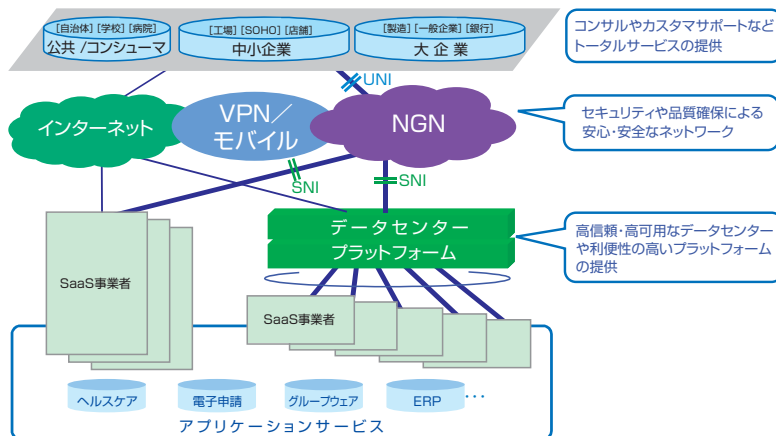 [自治体] [学校] [病院]
公共 /コンシューマ
[工場] [SOHO] [店舗]
中小企業
[製造] [一般企業] [銀行]
大 企 業
コンサルやカスタマサポートなど
トータルサービスの提供
UNI
インターネット
VPN／
モバイル
NGN
セキュリティや品質確保による
安心・安全なネットワーク
SNI
SNI
データセンター
プラットフォーム
高信頼・高可用なデータセンター
や利便性の高いプラットフォーム
の提供
SaaS事業者
SaaS事業者
ヘルスケア
電子申請
グループウェア
ERP
･･･
アプリケーションサービス